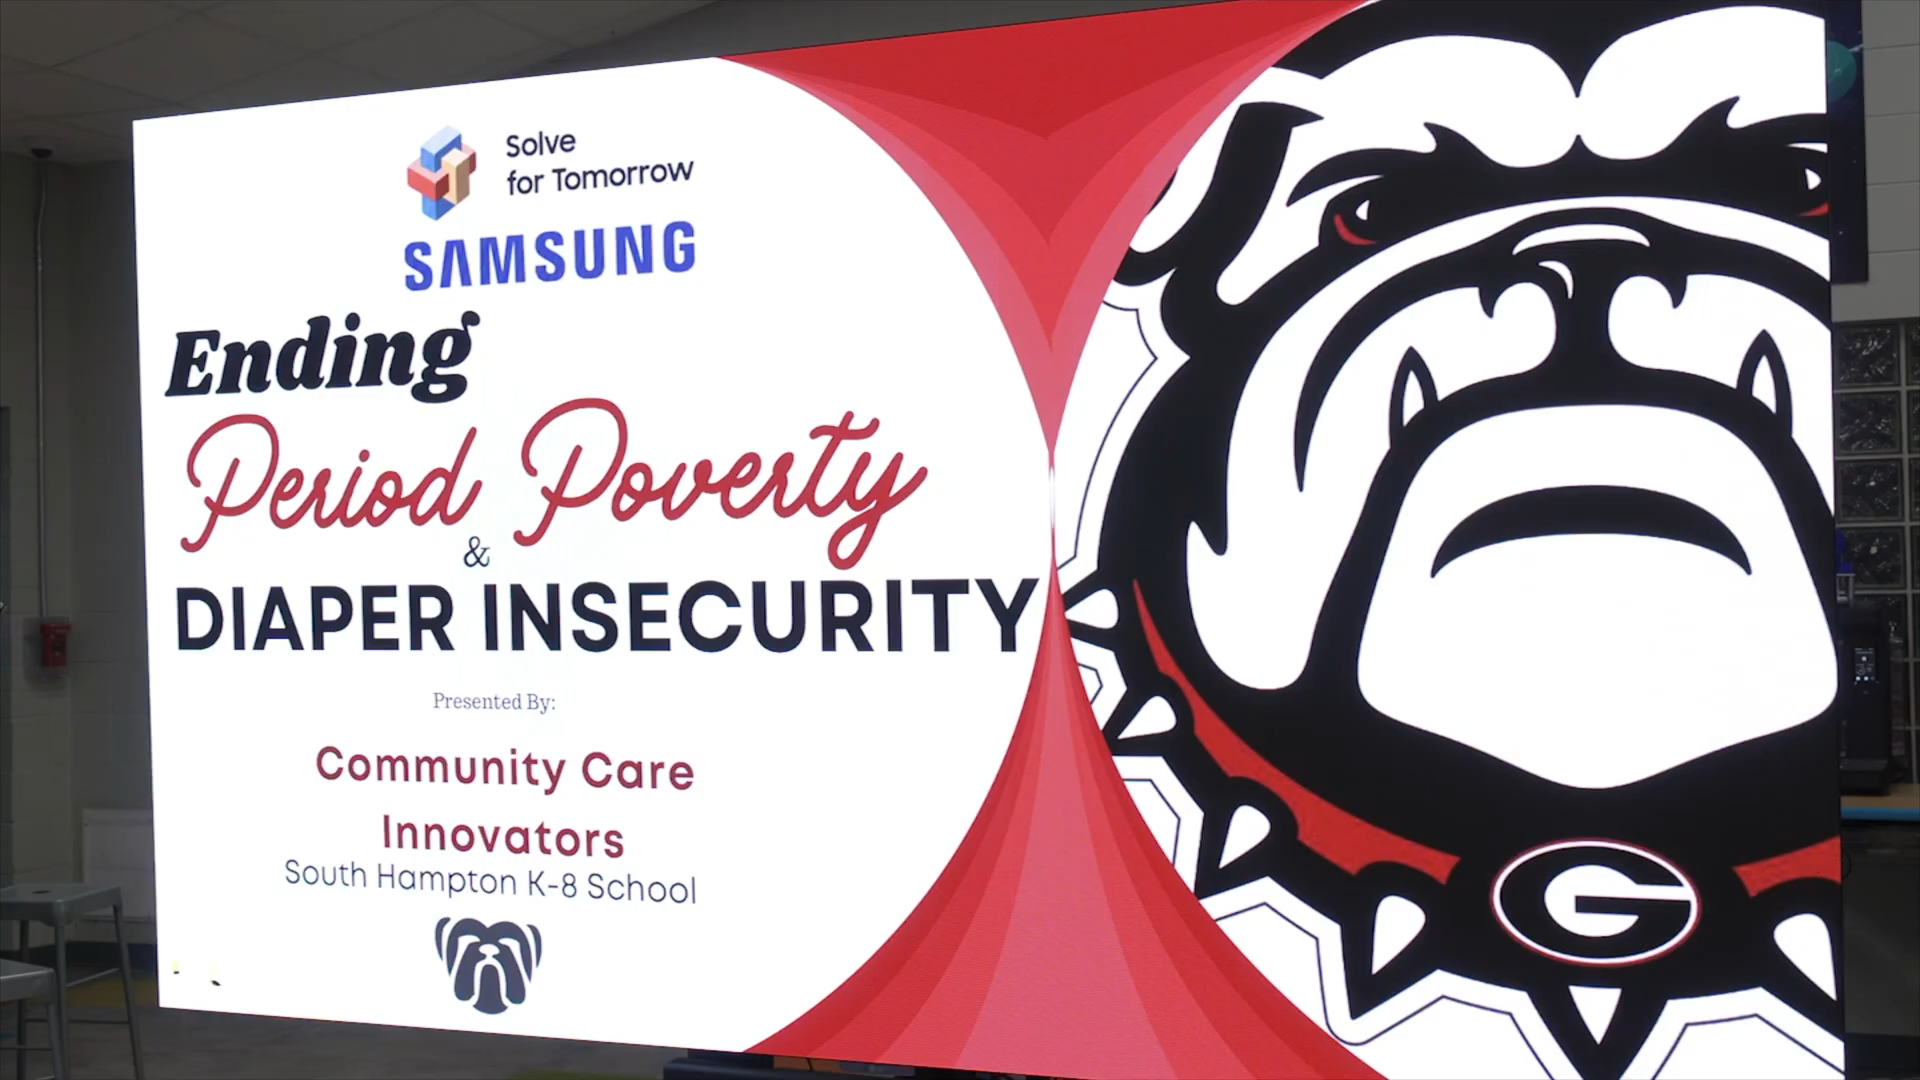 Solve
for Tomorrow
SAMSUNG
Ending
Period Poverty
&
DIAPER INSECURITY
Presented By:
Community Care
Innovators
South Hampton K-8 School
G